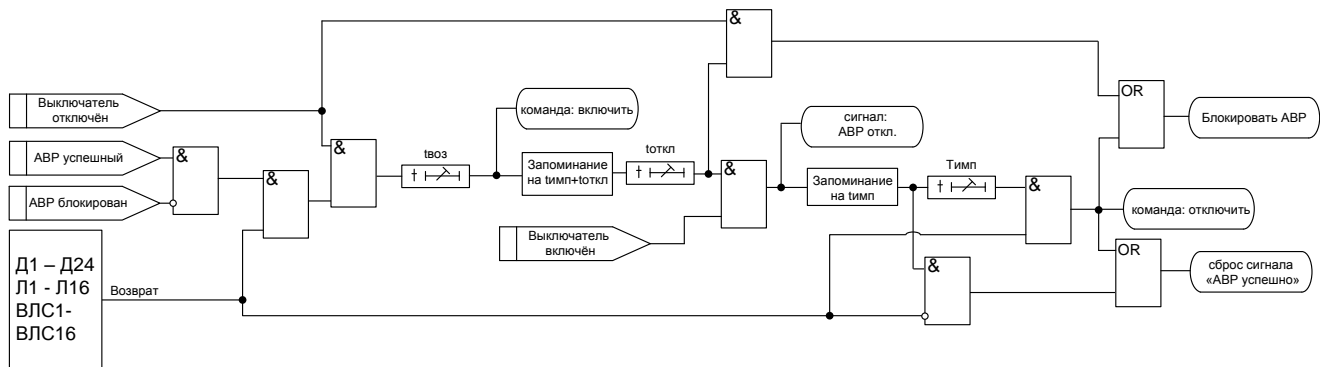 &
Выключатель
отключён
OR
команда: включить
сигнал:
АВР откл.
Блокировать АВР
АВР успешный
&
&
tвоз
tоткл
Запоминание
на tимп+tоткл
&
Запоминание
на tимп
Tимп
&
АВР блокирован
&
команда: отключить
Выключатель
включён
OR
сброс сигнала
«АВР успешно»
&
Д1 – Д24
Л1 - Л16
ВЛС1-
ВЛС16
Возврат